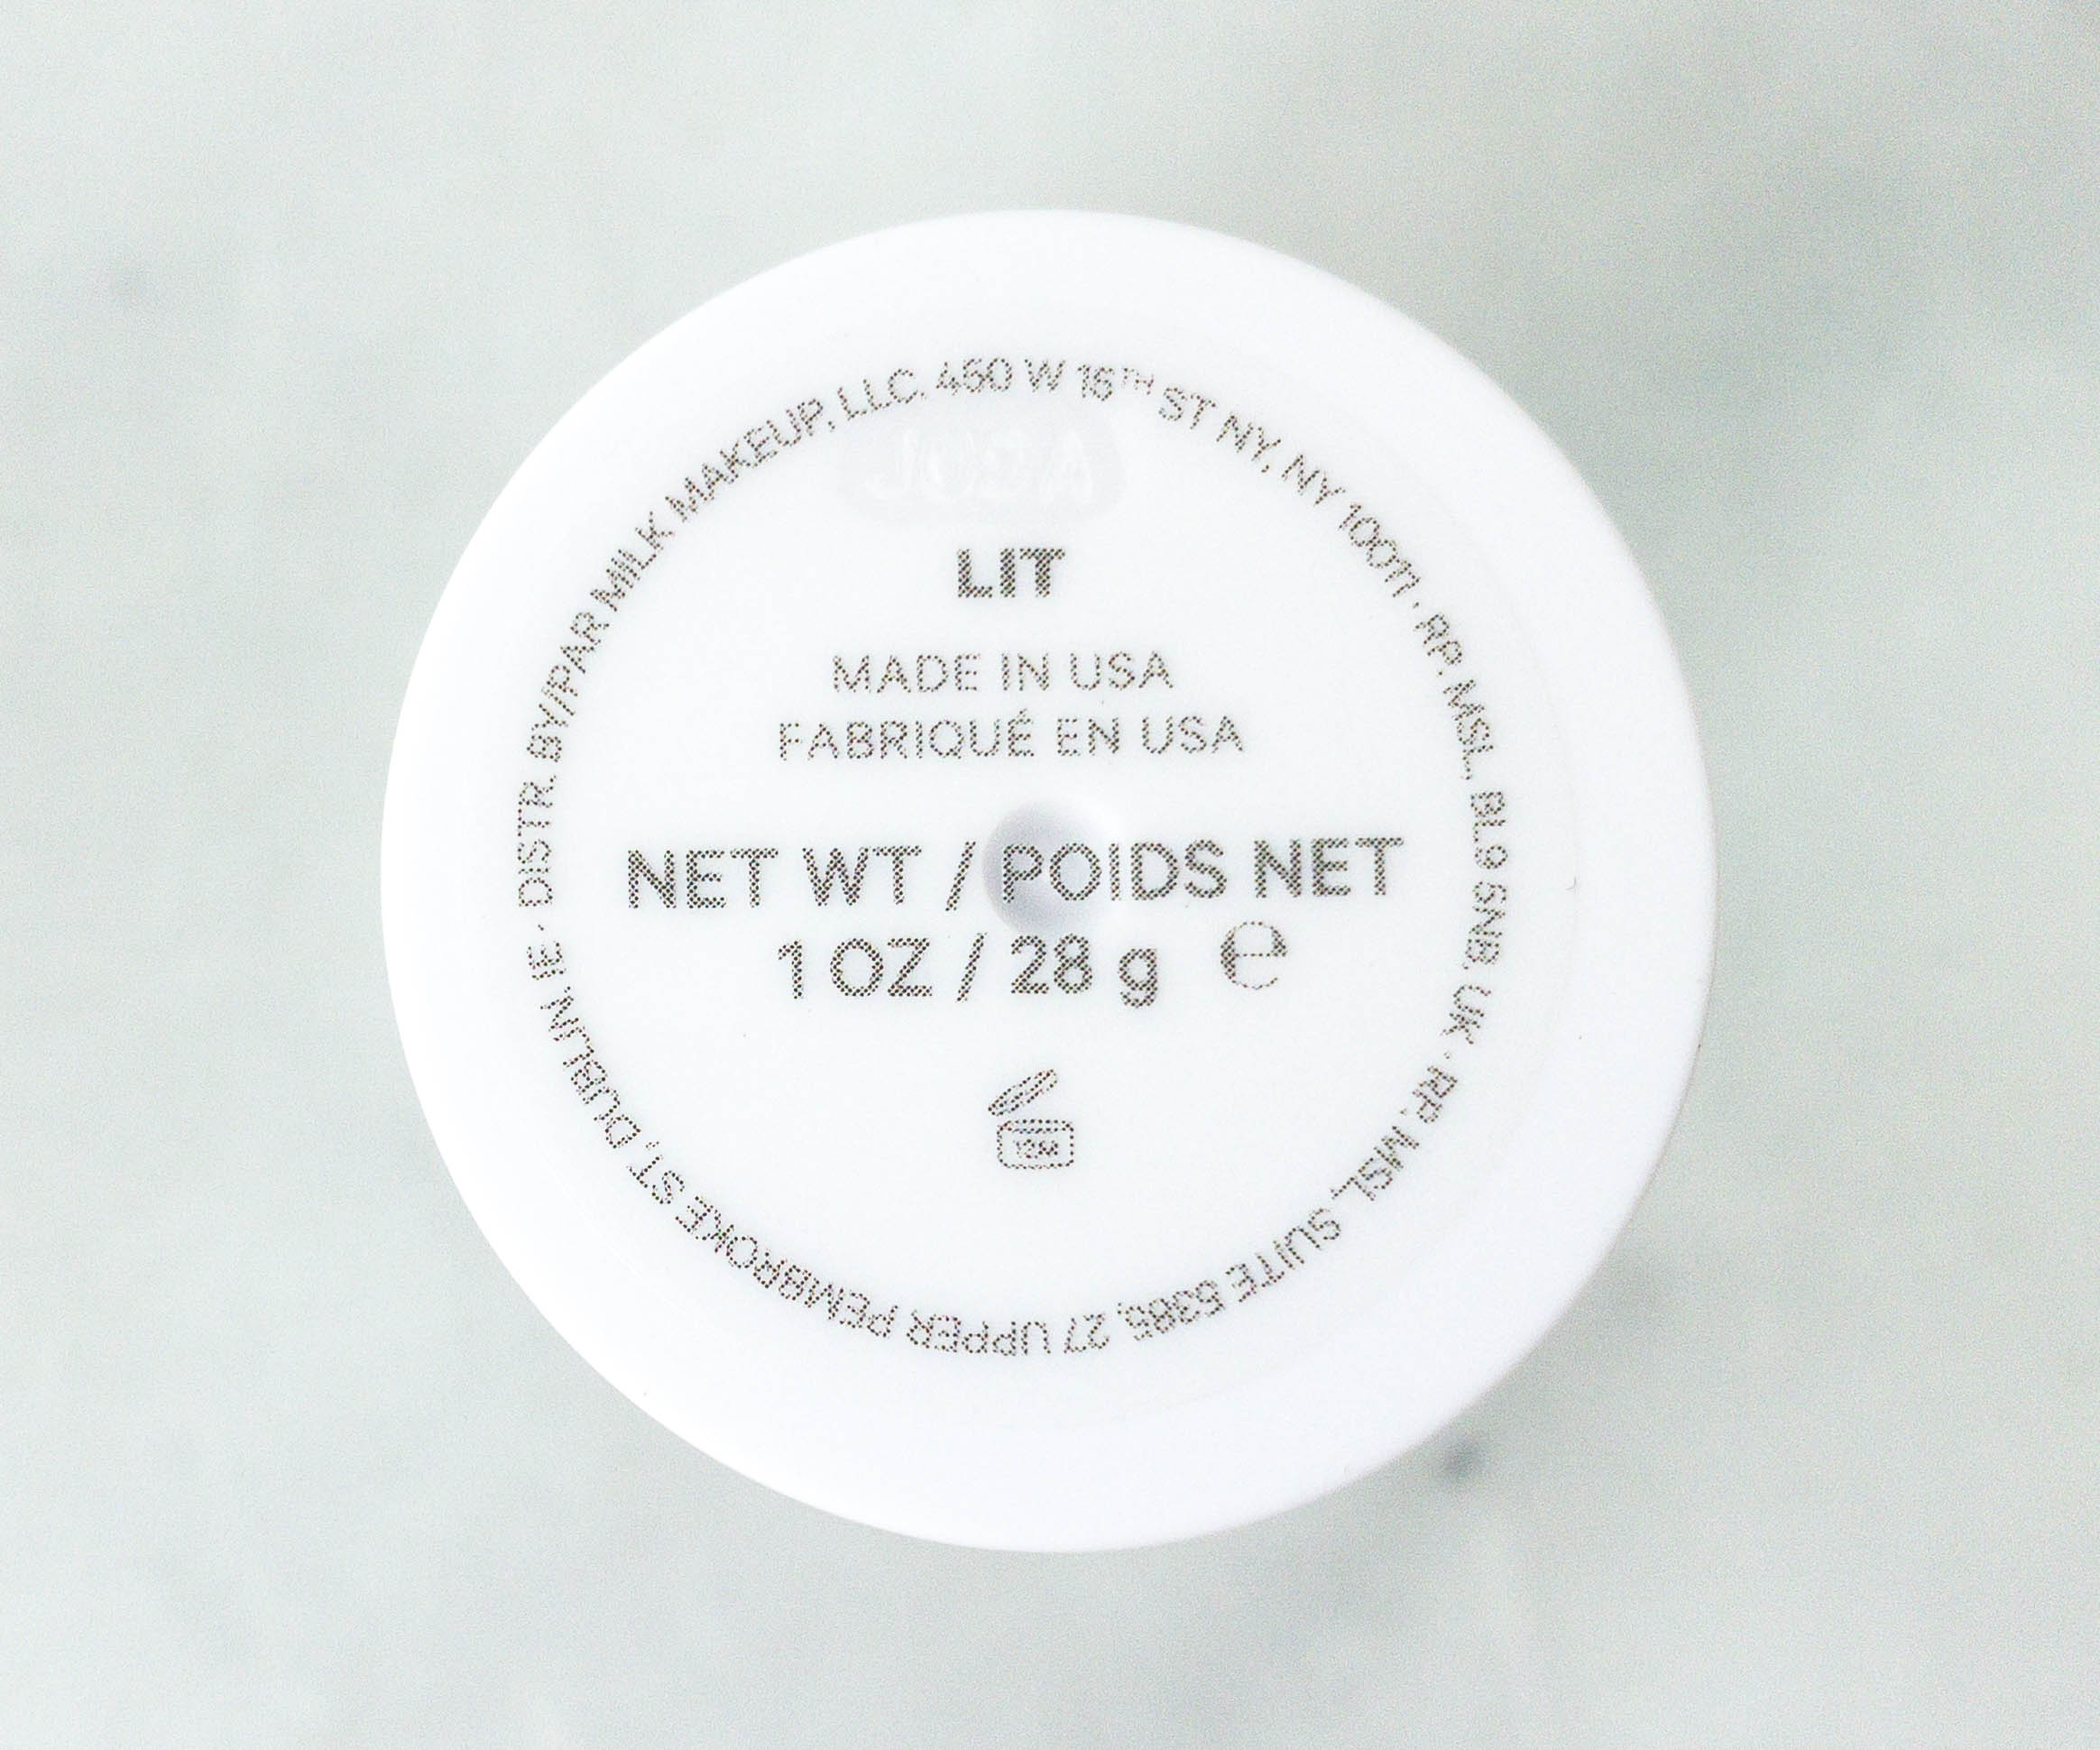 DISTR. BY/PAR MILK MAKEUP, LLC, 450 W 15TH ST NY, NY 10011 · RP, MSL, BL9 6NB, UK · RP, MSL, SUITE 5385, 27 UPPER PEMBROKE ST, DUBLIN, IE ·
LIT
MADE IN USA
FABRIQUÉ EN USA
NET WT / POIDS NET
1 OZ / 28 g e
12M